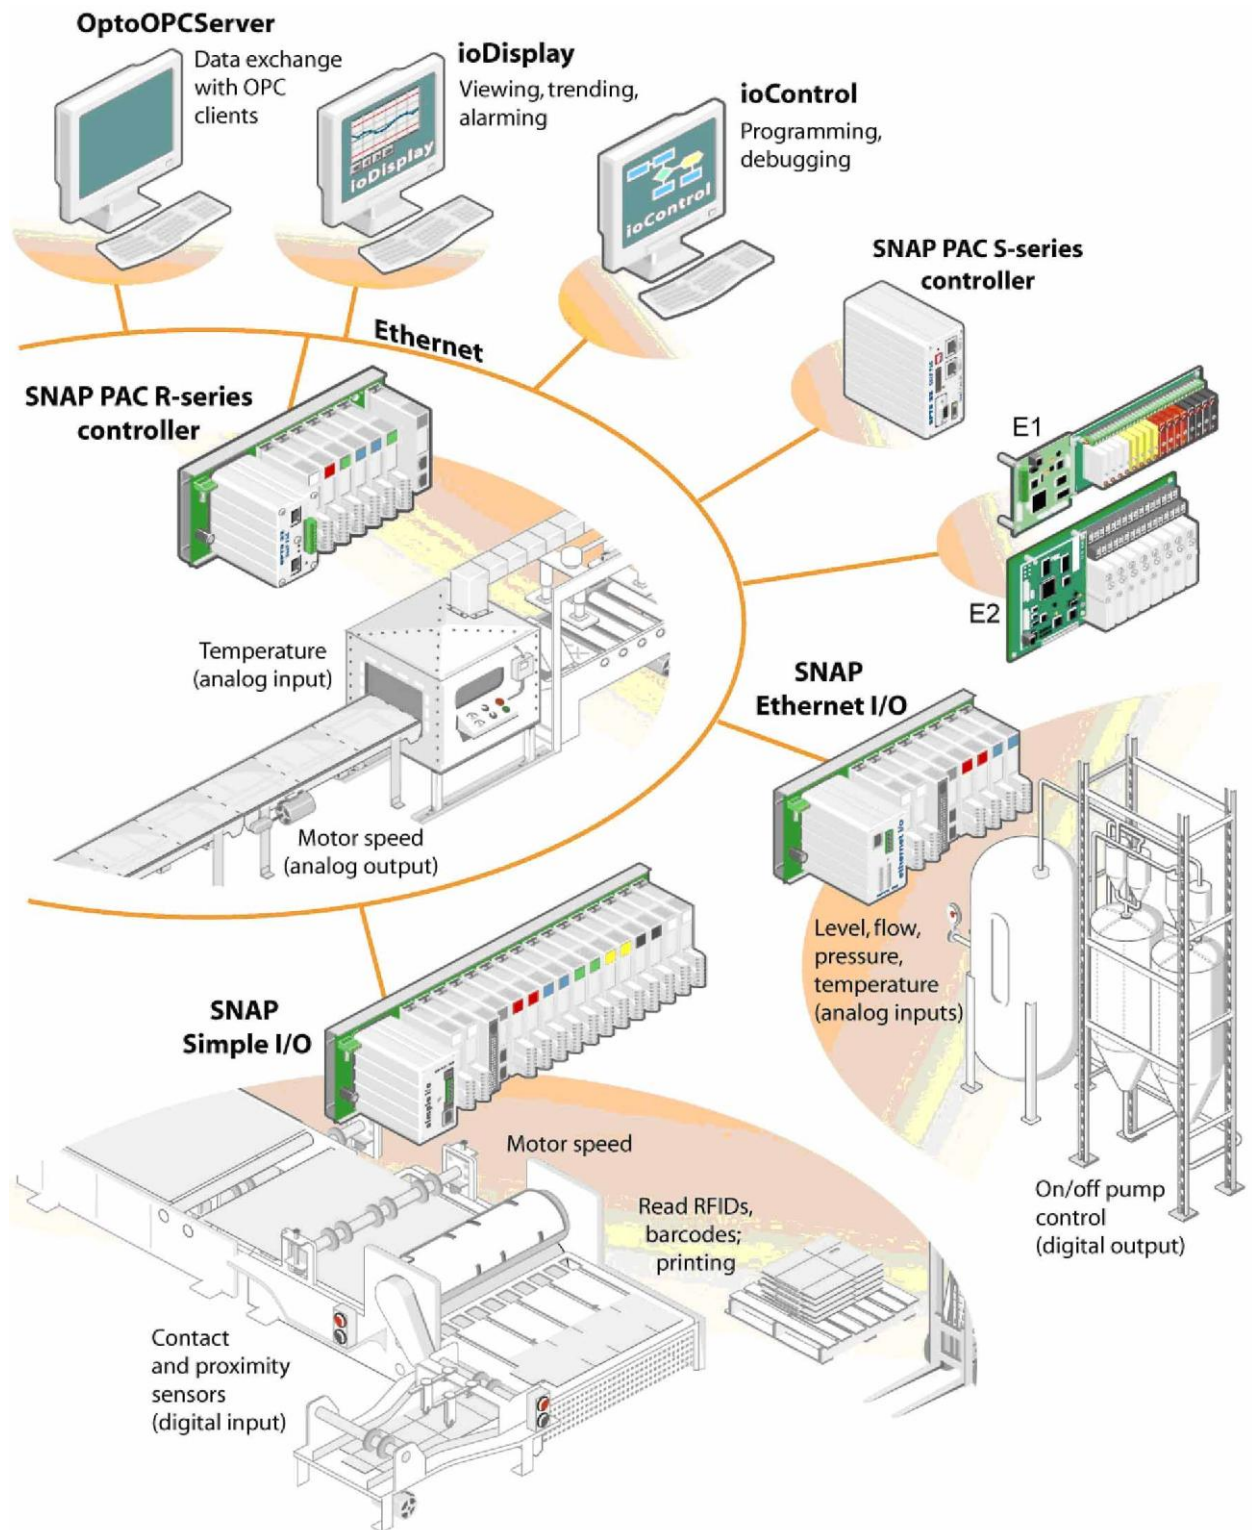 OptoOPCServer
Data exchange
with OPC
clients
ioDisplay
Viewing, trending,
alarming
ioDisplay
ioControl
Programming,
debugging
ioControl
SNAP PAC S-series
controller
Ethernet
SNAP PAC R-series
controller
E1
E2
Temperature
(analog input)
SNAP
Ethernet I/O
Motor speed
(analog output)
ethernet i/o
Level, flow,
pressure,
temperature
(analog inputs)
SNAP
Simple I/O
simple i/o
Motor speed
Read RFIDs,
barcodes;
printing
On/off pump
control
(digital output)
Contact
and proximity
sensors
(digital input)